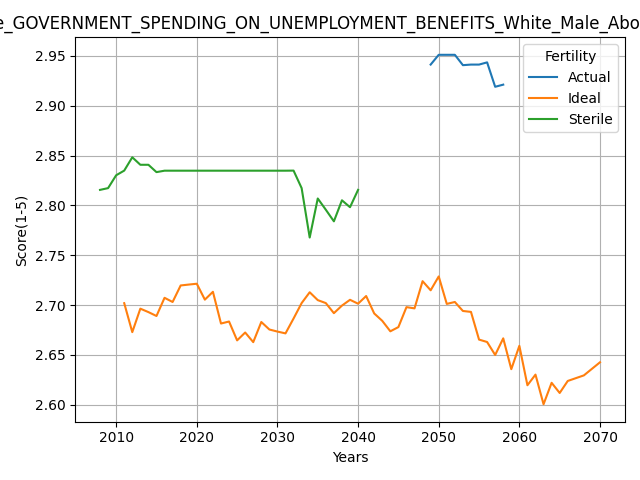 e_GOVERNMENT_SPENDING_ON_UNEMPLOYMENT_BENEFITS_White_Male_Abo
2.95
2.90
2.85
2.80
2.75
2.70
2.65
2.60
Score(1-5)
Fertility
Actual
Ideal
Sterile
2010 2020 2030 2040 2050 2060 2070
Years